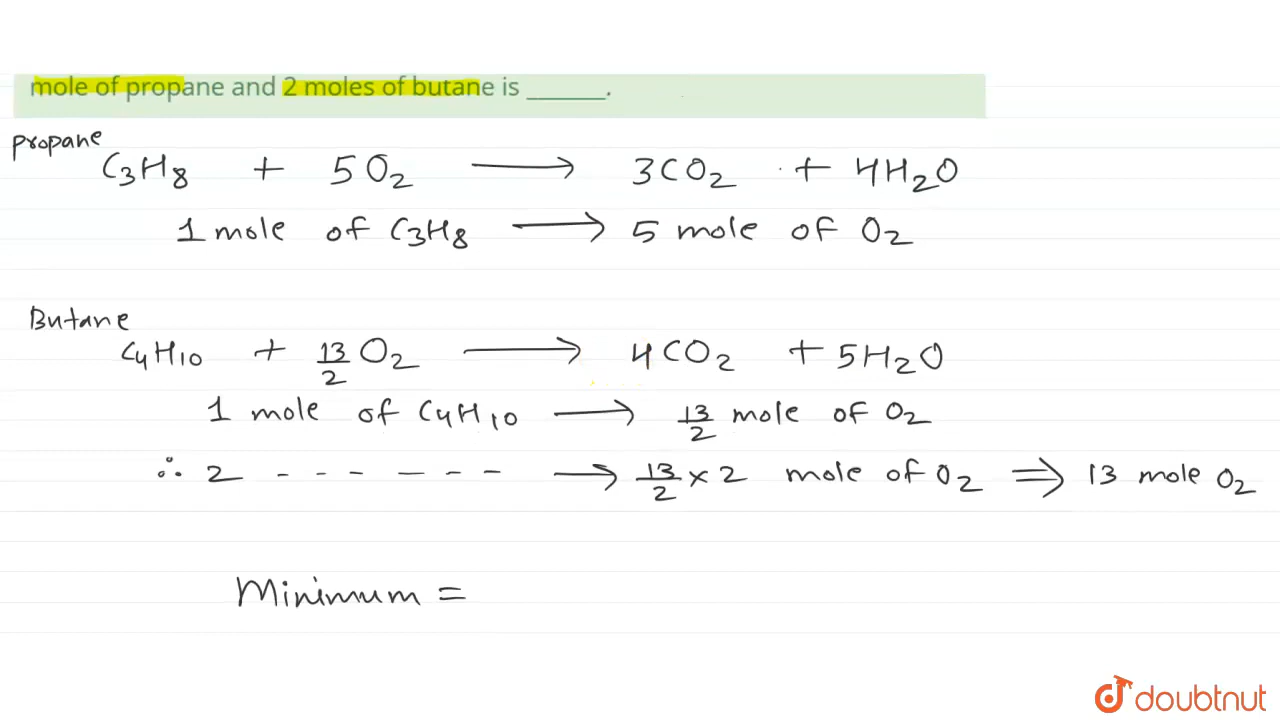 mole of propane and 2 moles of butane is ______.
Propane
C₃H₈ + 5O₂ ⟶ 3CO₂ + 4H₂O
1 mole of C₃H₈ ⟶ 5 mole of O₂
Butane
C₄H₁₀ + 13/2 O₂ ⟶ 4CO₂ + 5H₂O
1 mole of C₄H₁₀ ⟶ 13/2 mole of O₂
∴ 2 - - - - - - ⟶ 13/2 × 2 mole of O₂ ⟹ 13 mole O₂
Minimum =
doubtnut